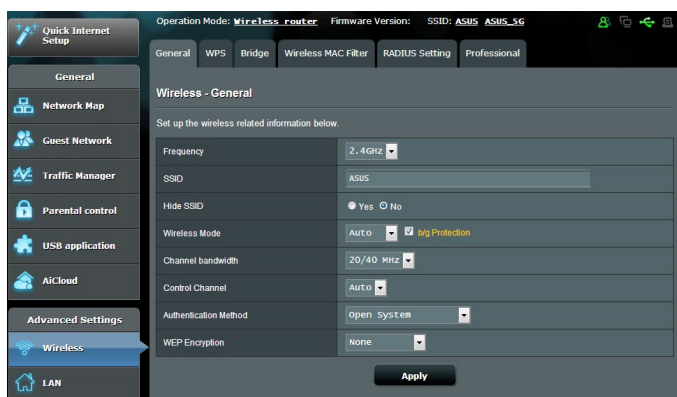 Quick Internet
Setup
General
Network Map
Guest Network
Traffic Manager
Parental control
USB application
AiCloud
Advanced Settings
Wireless
LAN
Operation Mode: Wireless router Firmware Version: SSID: ASUS ASUS_5G
General WPS Bridge Wireless MAC Filter RADIUS Setting Professional
Wireless - General
Set up the wireless related information below.
Frequency 2.4GHz
SSID ASUS
Hide SSID Yes No
Wireless Mode Auto b/g Protection
Channel bandwidth 20/40 MHz
Control Channel Auto
Authentication Method Open System
WEP Encryption None
Apply